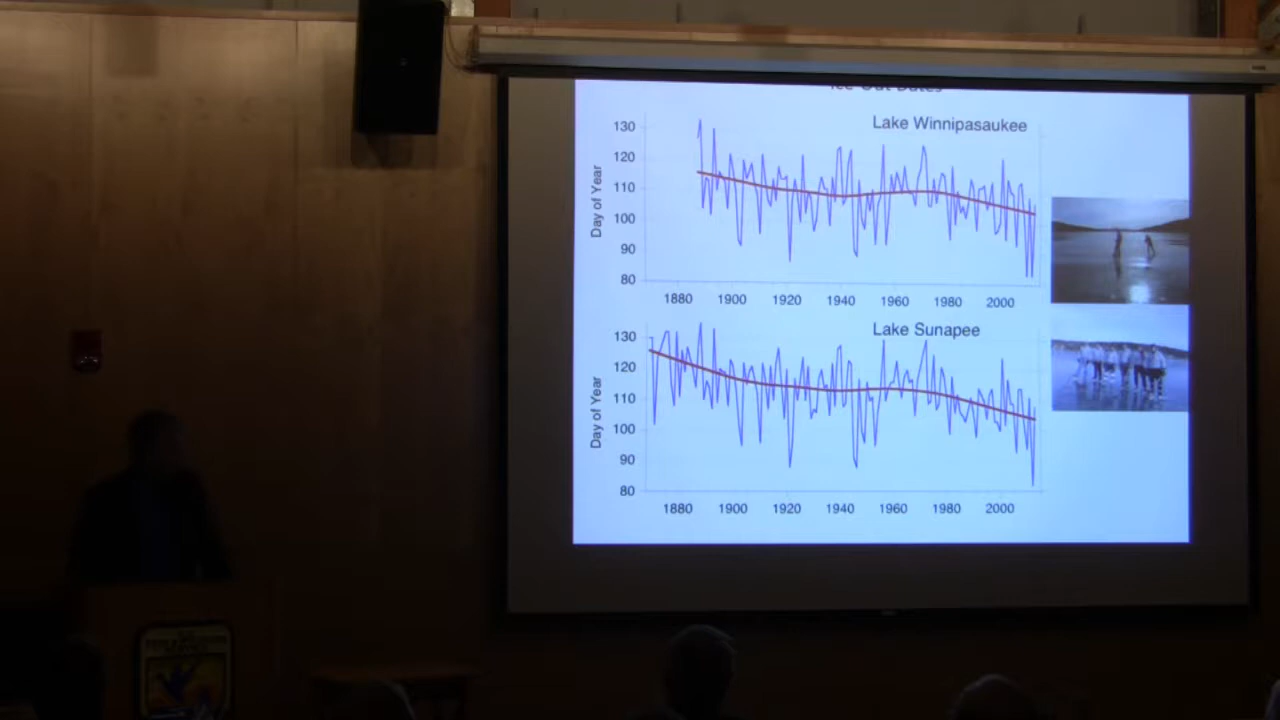 Ice-Out Dates
Lake Winnipasaukee
130
120
110
100
90
80
Day of Year
1880 1900 1920 1940 1960 1980 2000
Lake Sunapee
130
120
110
100
90
80
Day of Year
1880 1900 1920 1940 1960 1980 2000